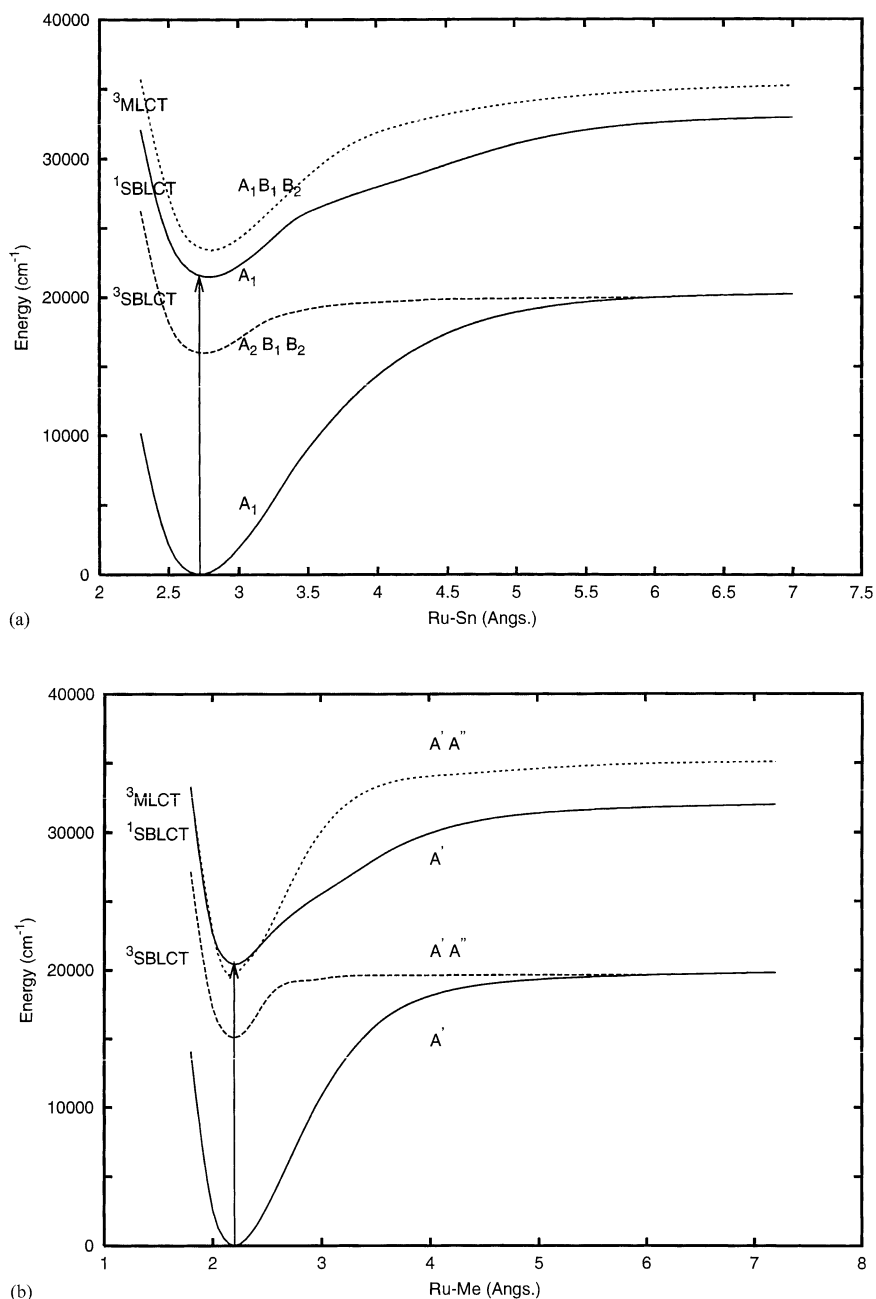 40000
³MLCT
30000
¹SBLCT
A₁ B₁ B₂
Energy (cm⁻¹)
A₁
³SBLCT
20000
A₂ B₁ B₂
10000
A₁
0
2 2.5 3 3.5 4 4.5 5 5.5 6 6.5 7 7.5
(a)
Ru-Sn (Angs.)
40000
A' A"
³MLCT
30000
¹SBLCT
A'
Energy (cm⁻¹)
A' A"
³SBLCT
20000
A'
10000
0
1 2 3 4 5 6 7 8
(b)
Ru-Me (Angs.)